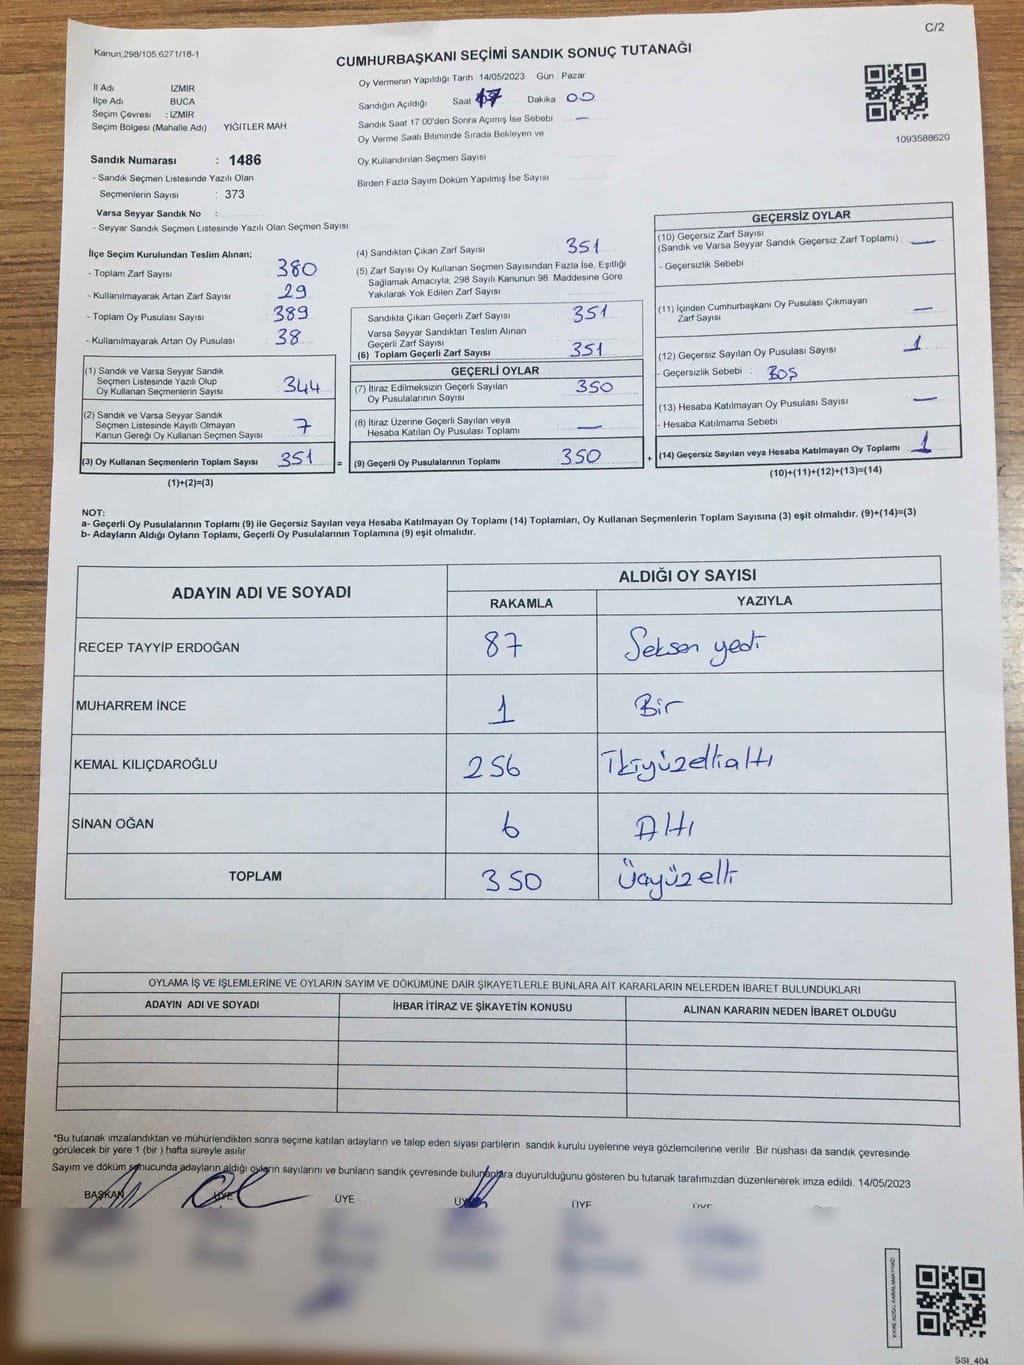 C/2
Kanun,298/105,6271/18-1
CUMHURBAŞKANI SEÇİMİ SANDIK SONUÇ TUTANAĞI
İl Adı İZMİR
İlçe Adı BUCA
Seçim Çevresi : İZMİR
Seçim Bölgesi (Mahalle Adı) : YİĞİTLER MAH
Oy Vermenin Yapıldığı Tarih 14/05/2023 Gün Pazar
Sandığın Açıldığı Saat 17 Dakika 00
Sandık Saat 17 00'den Sonra Açımış İse Sebebi —
Oy Verme Saati Bitiminde Sırada Bekleyen ve
Oy Kullandırılan Seçmen Sayısı
Birden Fazla Sayım Döküm Yapılmış İse Sayısı
1093588620
Sandık Numarası : 1486
- Sandık Seçmen Listesinde Yazılı Olan
Seçmenlerin Sayısı : 373
Varsa Seyyar Sandık No :
- Seyyar Sandık Seçmen Listesinde Yazılı Olan Seçmen Sayısı
İlçe Seçim Kurulundan Teslim Alınan;
- Toplam Zarf Sayısı 380
- Kullanılmayarak Artan Zarf Sayısı : 29
- Toplam Oy Pusulası Sayısı : 389
- Kullanılmayarak Artan Oy Pusulası : 38
(1) Sandık ve Varsa Seyyar Sandık
Seçmen Listesinde Yazılı Olup
Oy Kullanan Seçmenlerin Sayısı : 344
(2) Sandık ve Varsa Seyyar Sandık
Seçmen Listesinde Kayıtlı Olmayan
Kanun Gereği Oy Kullanan Seçmen Sayısı : 7
(3) Oy Kullanan Seçmenlerin Toplam Sayısı 351
(1)+(2)=(3)
=
(4) Sandıktan Çıkan Zarf Sayısı 351
(5) Zarf Sayısı Oy Kullanan Seçmen Sayısından Fazla İse, Eşitliği
Sağlamak Amacıyla, 298 Sayılı Kanunun 98 Maddesine Göre
Yakılarak Yok Edilen Zarf Sayısı
Sandıkta Çıkan Geçerli Zarf Sayısı : 351
Varsa Seyyar Sandıktan Teslim Alınan
Geçerli Zarf Sayısı
(6) Toplam Geçerli Zarf Sayısı : 351
GEÇERLİ OYLAR
(7) İtiraz Edilmeksizin Geçerli Sayılan
Oy Pusulalarının Sayısı 350
(8) İtiraz Üzerine Geçerli Sayılan veya
Hesaba Katılan Oy Pusulası Toplamı —
(9) Geçerli Oy Pusulalarının Toplamı 350
+
GEÇERSİZ OYLAR
(10) Geçersiz Zarf Sayısı
(Sandık ve Varsa Seyyar Sandık Geçersiz Zarf Toplamı) : —
- Geçersizlik Sebebi
(11) İçinden Cumhurbaşkanı Oy Pusulası Çıkmayan
Zarf Sayısı —
(12) Geçersiz Sayılan Oy Pusulası Sayısı 1
- Geçersizlik Sebebi : BOŞ
(13) Hesaba Katılmayan Oy Pusulası Sayısı —
- Hesaba Katılmama Sebebi
(14) Geçersiz Sayılan veya Hesaba Katılmayan Oy Toplamı 1
(10)+(11)+(12)+(13)=(14)
NOT:
a- Geçerli Oy Pusulalarının Toplamı (9) ile Geçersiz Sayılan veya Hesaba Katılmayan Oy Toplamı (14) Toplamları, Oy Kullanan Seçmenlerin Toplam Sayısına (3) eşit olmalıdır. (9)+(14)=(3)
b- Adayların Aldığı Oyların Toplamı, Geçerli Oy Pusulalarının Toplamına (9) eşit olmalıdır.
ADAYIN ADI VE SOYADI ALDIĞI OY SAYISI
RAKAMLA YAZIYLA
RECEP TAYYİP ERDOĞAN 87 Seksen yedi
MUHARREM İNCE 1 Bir
KEMAL KILIÇDAROĞLU 256 İkiyüzellialtı
SİNAN OĞAN 6 Altı
TOPLAM 350 Üçyüzelli
OYLAMA İŞ VE İŞLEMLERİNE VE OYLARIN SAYIM VE DÖKÜMÜNE DAİR ŞİKAYETLERLE BUNLARA AİT KARARLARIN NELERDEN İBARET BULUNDUKLARI
ADAYIN ADI VE SOYADI İHBAR İTİRAZ VE ŞİKAYETİN KONUSU ALINAN KARARIN NEDEN İBARET OLDUĞU
*Bu tutanak imzalandıktan ve mühürlendikten sonra seçime katılan adayların ve talep eden siyasi partilerin sandık kurulu üyelerine veya gözlemcilerine verilir. Bir nüshası da sandık çevresinde
görülecek bir yere 1 (bir) hafta süreyle asılır
Sayım ve döküm sonucunda adayların aldığı oyların sayılarını ve bunların sandık çevresinde bulunanlara duyurulduğunu gösteren bu tutanak tarafımızdan düzenlenerek imza edildi. 14/05/2023
BAŞKAN ÜYE ÜYE ÜYE ÜYE ÜYE
SSI_404